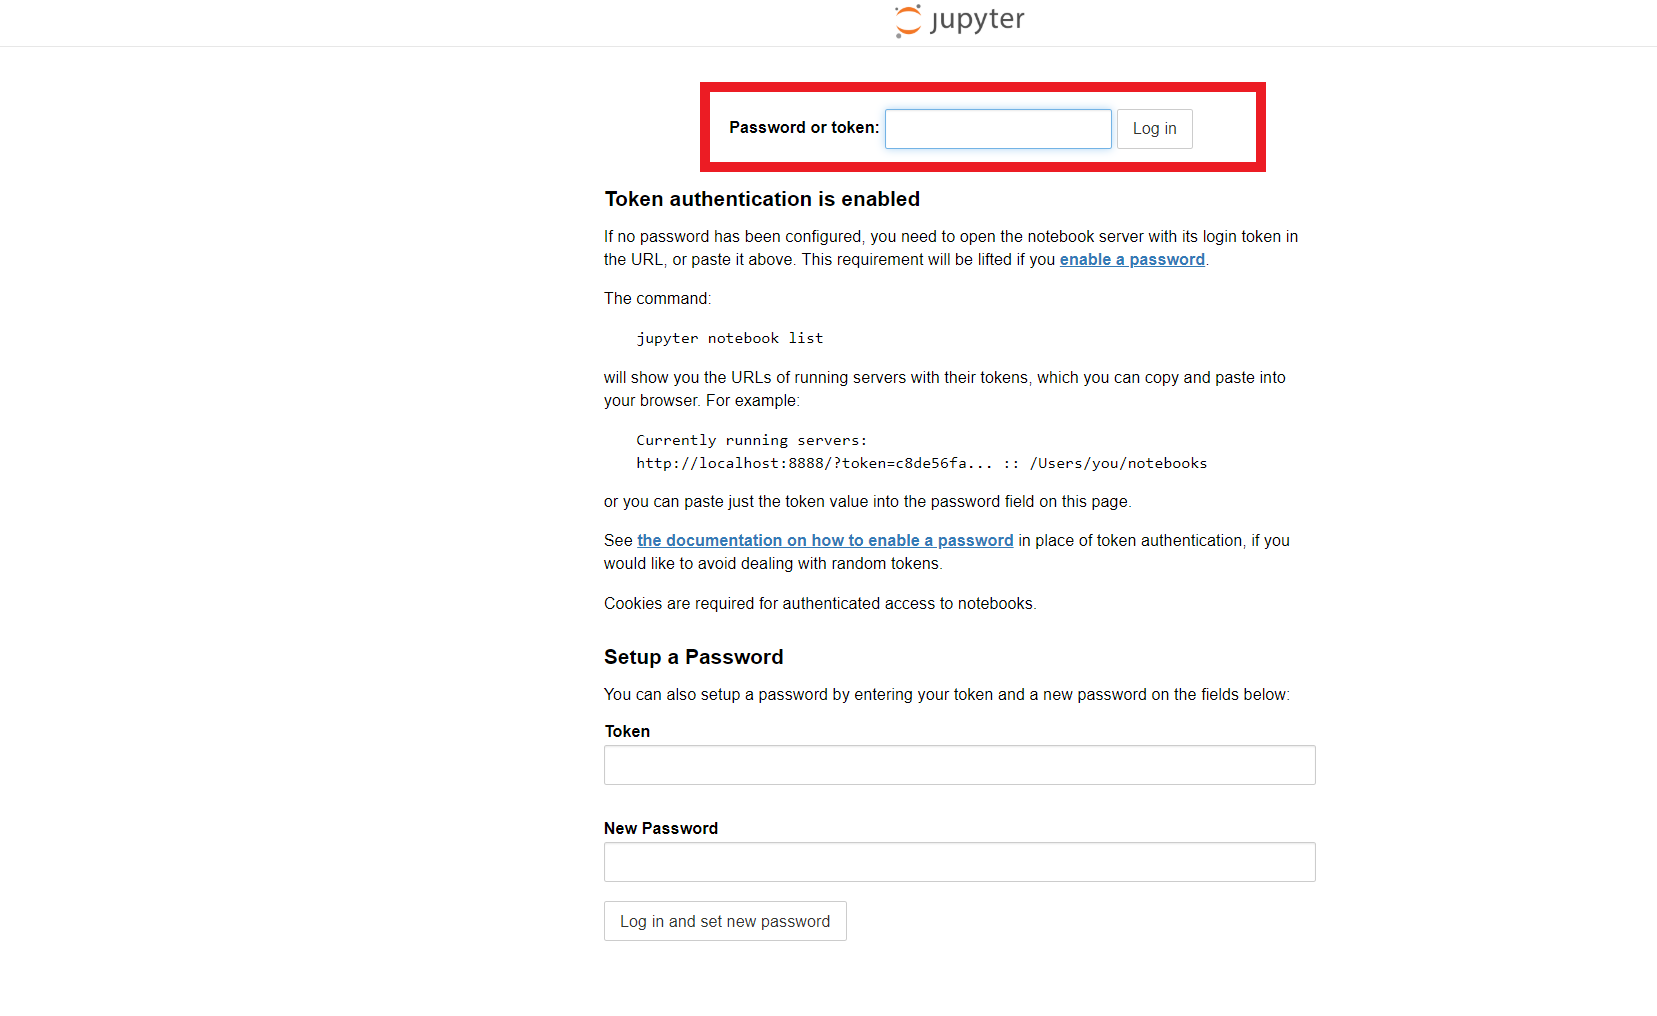 jupyter
Password or token:
Log in
Token authentication is enabled
If no password has been configured, you need to open the notebook server with its login token in
the URL, or paste it above. This requirement will be lifted if you enable a password.
The command:
jupyter notebook list
will show you the URLs of running servers with their tokens, which you can copy and paste into
your browser. For example:
Currently running servers:
http://localhost:8888/?token=c8de56fa... :: /Users/you/notebooks
or you can paste just the token value into the password field on this page.
See the documentation on how to enable a password in place of token authentication, if you
would like to avoid dealing with random tokens.
Cookies are required for authenticated access to notebooks.
Setup a Password
You can also setup a password by entering your token and a new password on the fields below:
Token
New Password
Log in and set new password